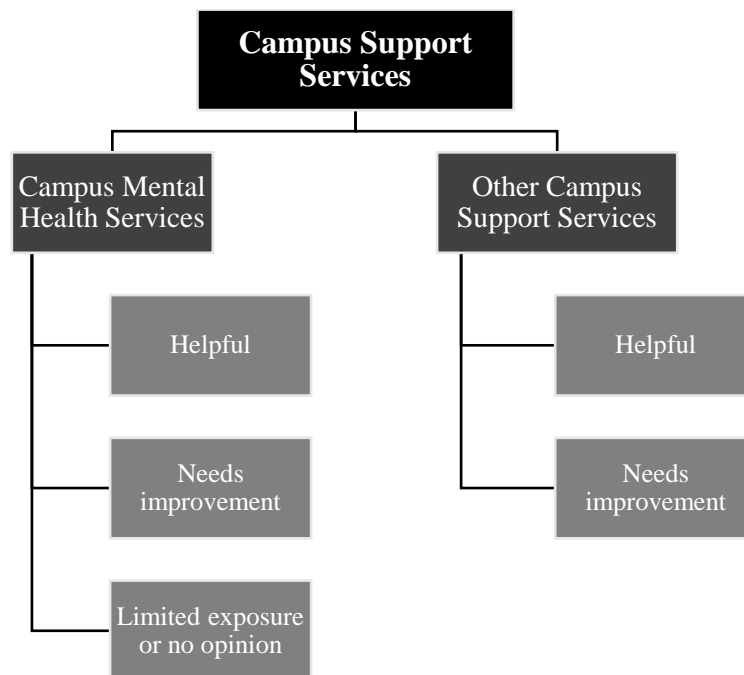 Campus Support
Services
Campus Mental
Health Services
Helpful
Needs
improvement
Limited exposure
or no opinion
Other Campus
Support Services
Helpful
Needs
improvement